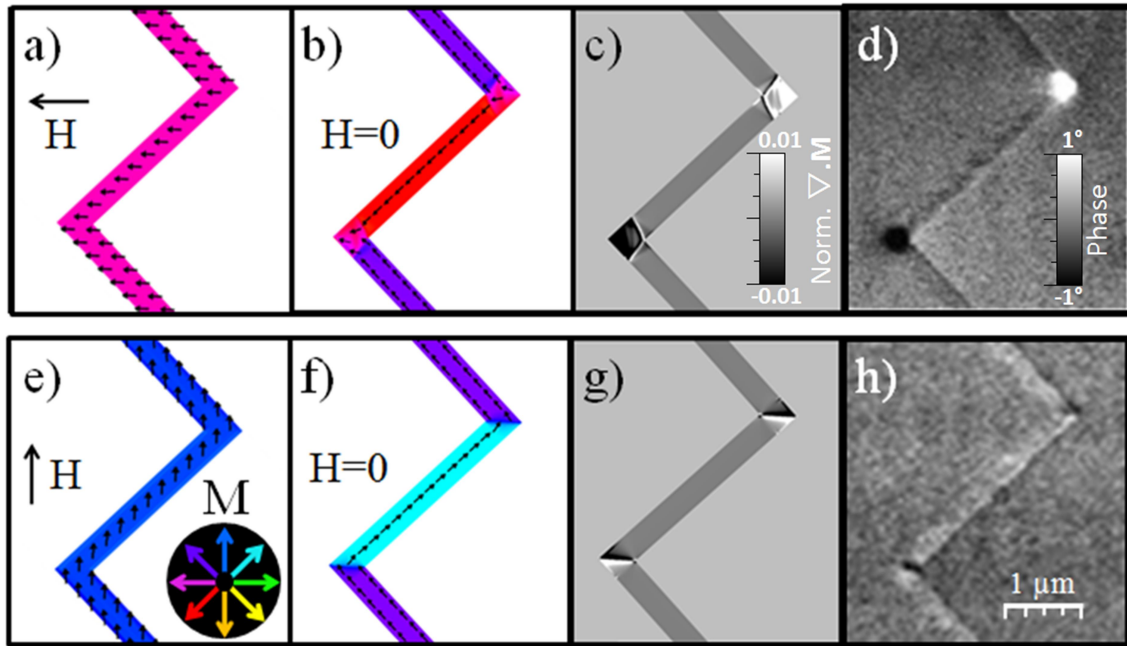 a)
H
b)
H=0
c)
0.01
-0.01
Norm. ▽.M
d)
1°
-1°
Phase
e)
H
M
f)
H=0
g)
h)
1 µm